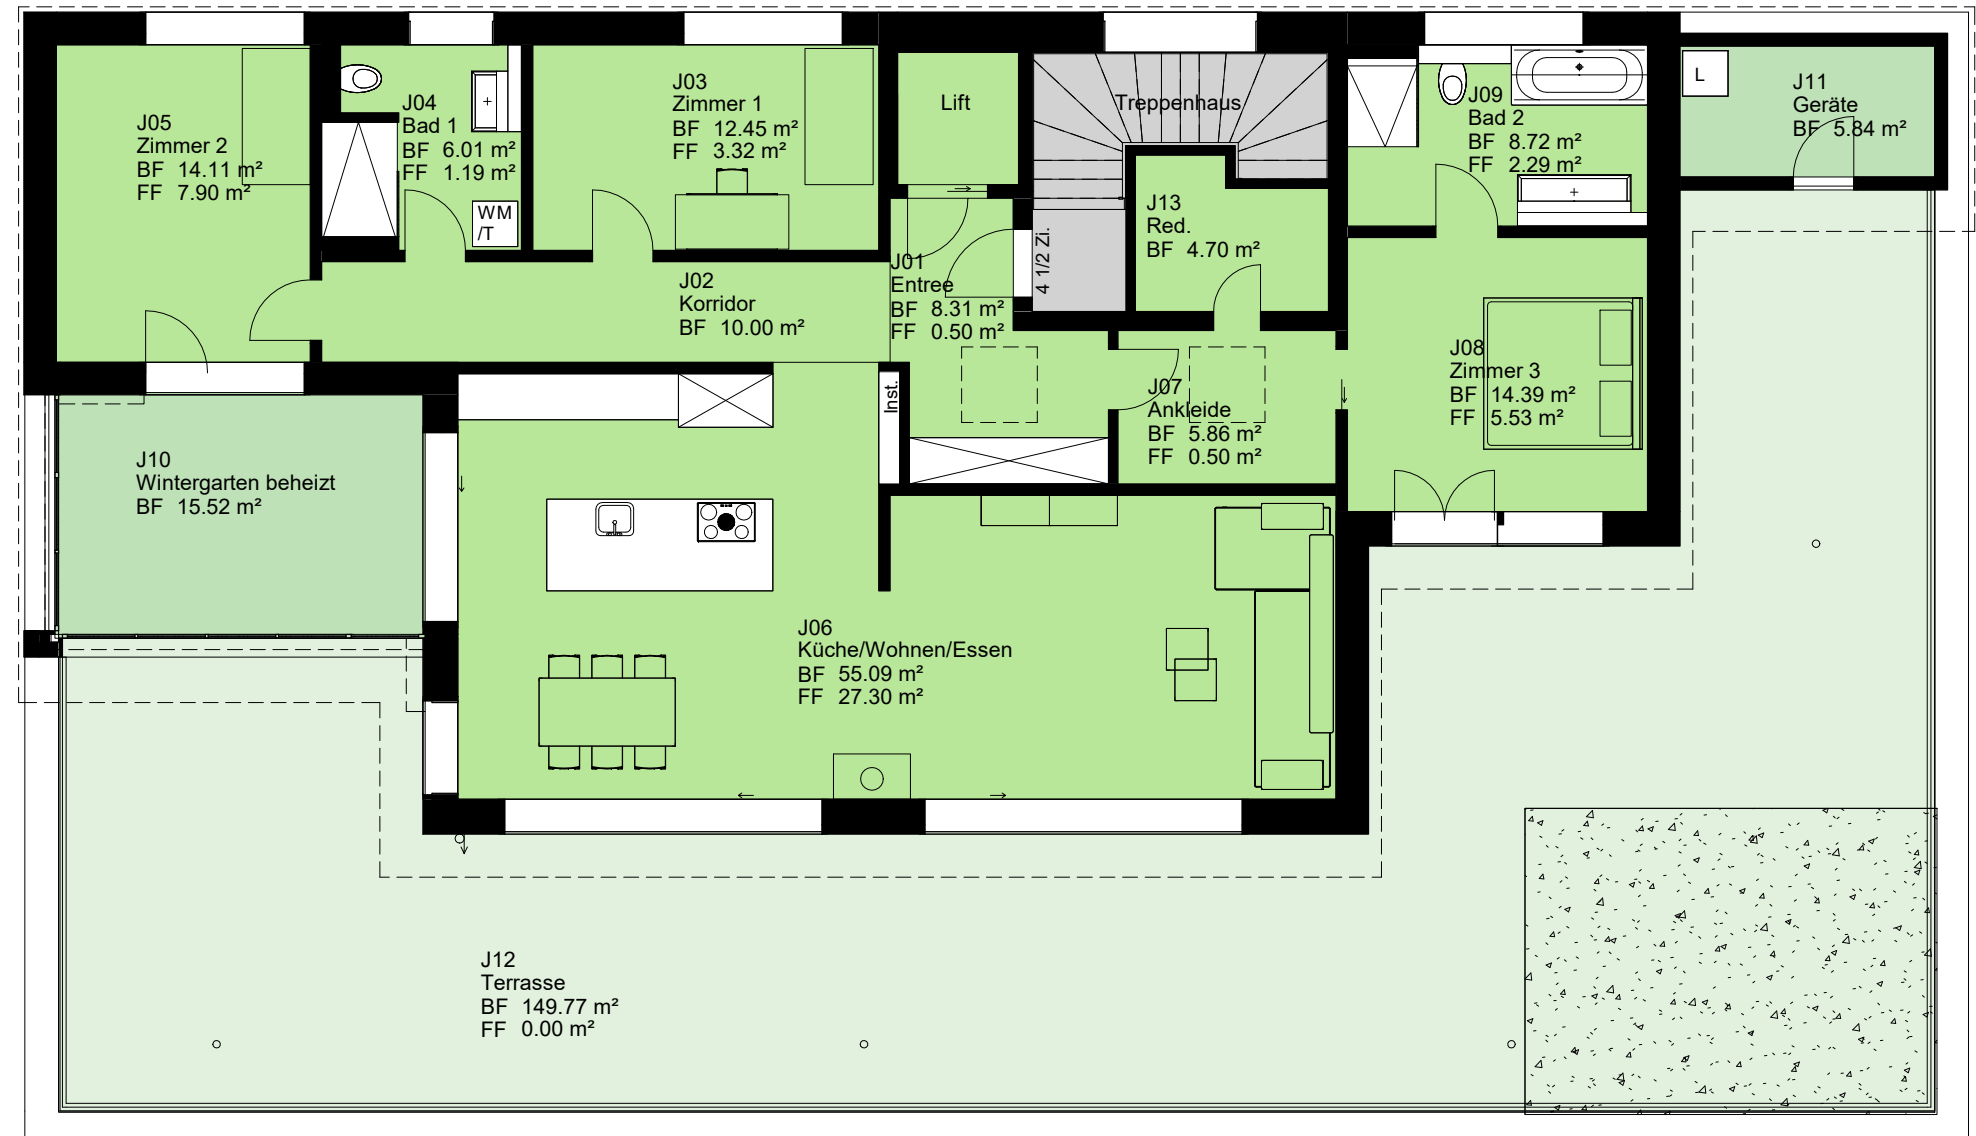 J05
Zimmer 2
BF 14.11 m²
FF 7.90 m²
J04
Bad 1
BF 6.01 m²
FF 1.19 m²
WM
/T
J03
Zimmer 1
BF 12.45 m²
FF 3.32 m²
Lift
Treppenhaus
J09
Bad 2
BF 8.72 m²
FF 2.29 m²
L
J11
Geräte
BF 5.84 m²
J13
Red.
BF 4.70 m²
4 1/2 Zi.
J02
Korridor
BF 10.00 m²
J01
Entree
BF 8.31 m²
FF 0.50 m²
J08
Zimmer 3
BF 14.39 m²
FF 5.53 m²
Inst.
J07
Ankleide
BF 5.86 m²
FF 0.50 m²
J10
Wintergarten beheizt
BF 15.52 m²
J06
Küche/Wohnen/Essen
BF 55.09 m²
FF 27.30 m²
J12
Terrasse
BF 149.77 m²
FF 0.00 m²